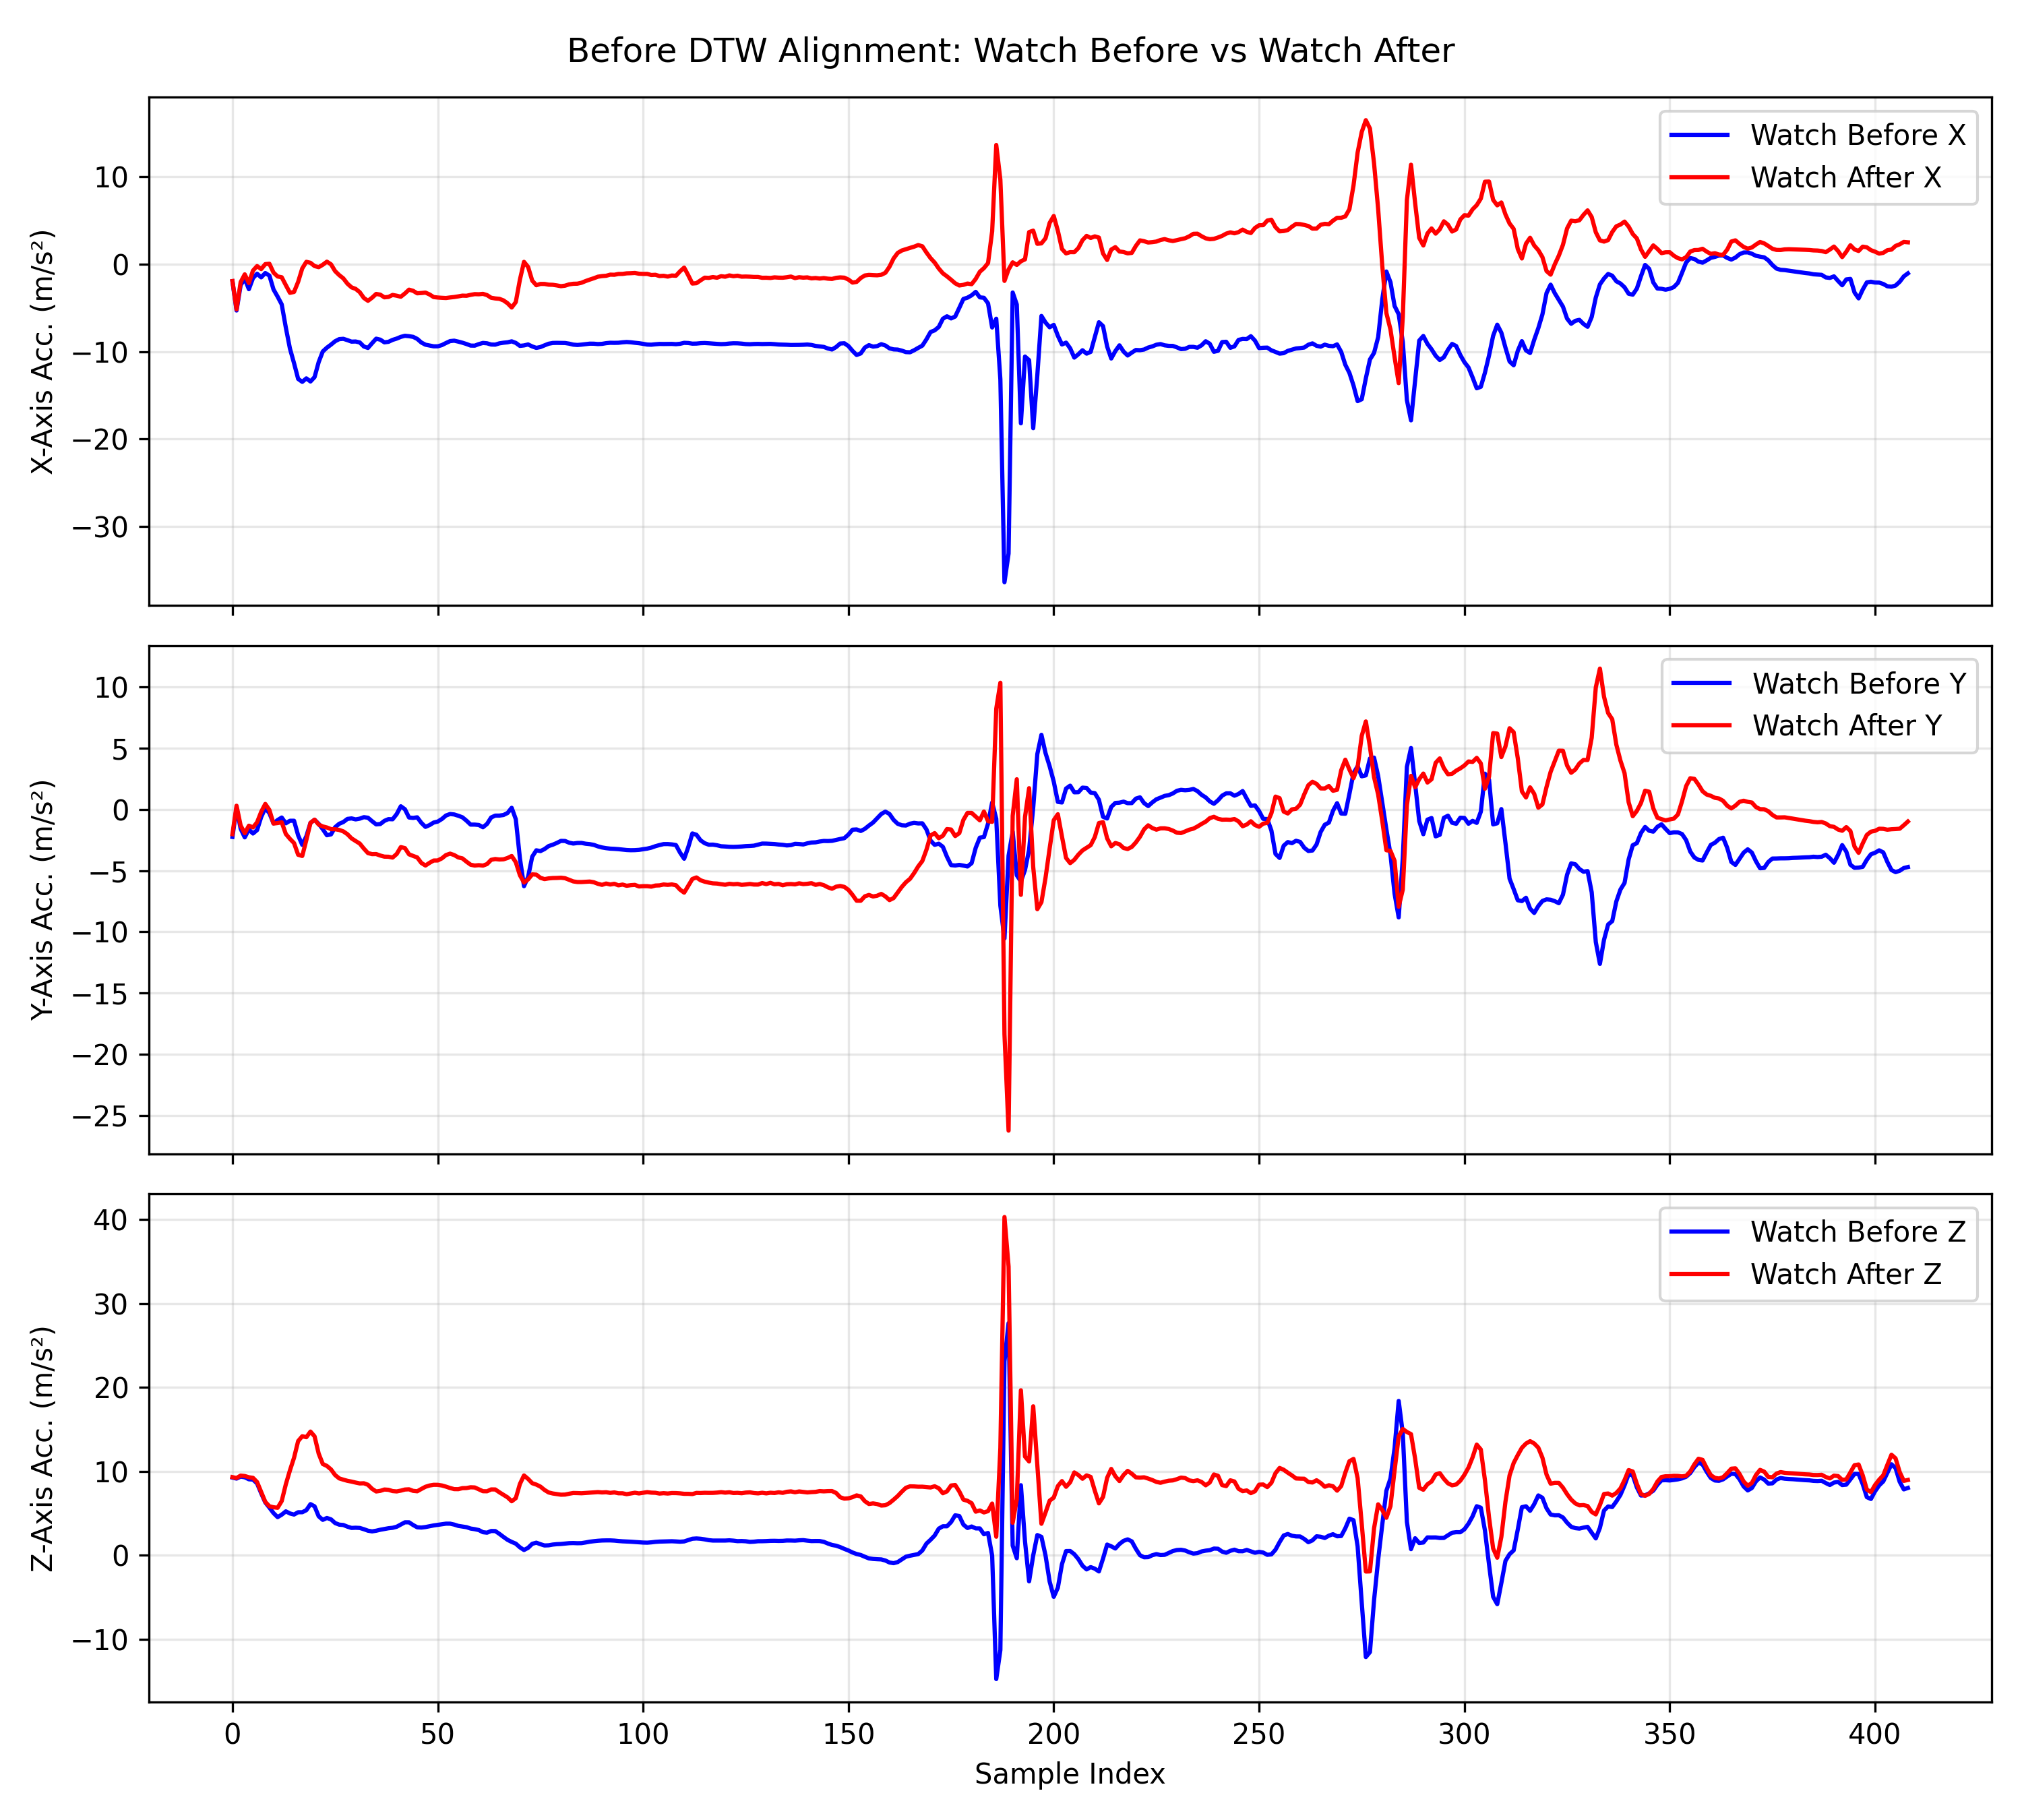 Before DTW Alignment: Watch Before vs Watch After
X-Axis Acc. (m/s²)
10
0
−10
−20
−30
Watch Before X
Watch After X
Y-Axis Acc. (m/s²)
10
5
0
−5
−10
−15
−20
−25
Watch Before Y
Watch After Y
Z-Axis Acc. (m/s²)
40
30
20
10
0
−10
Watch Before Z
Watch After Z
0 50 100 150 200 250 300 350 400
Sample Index